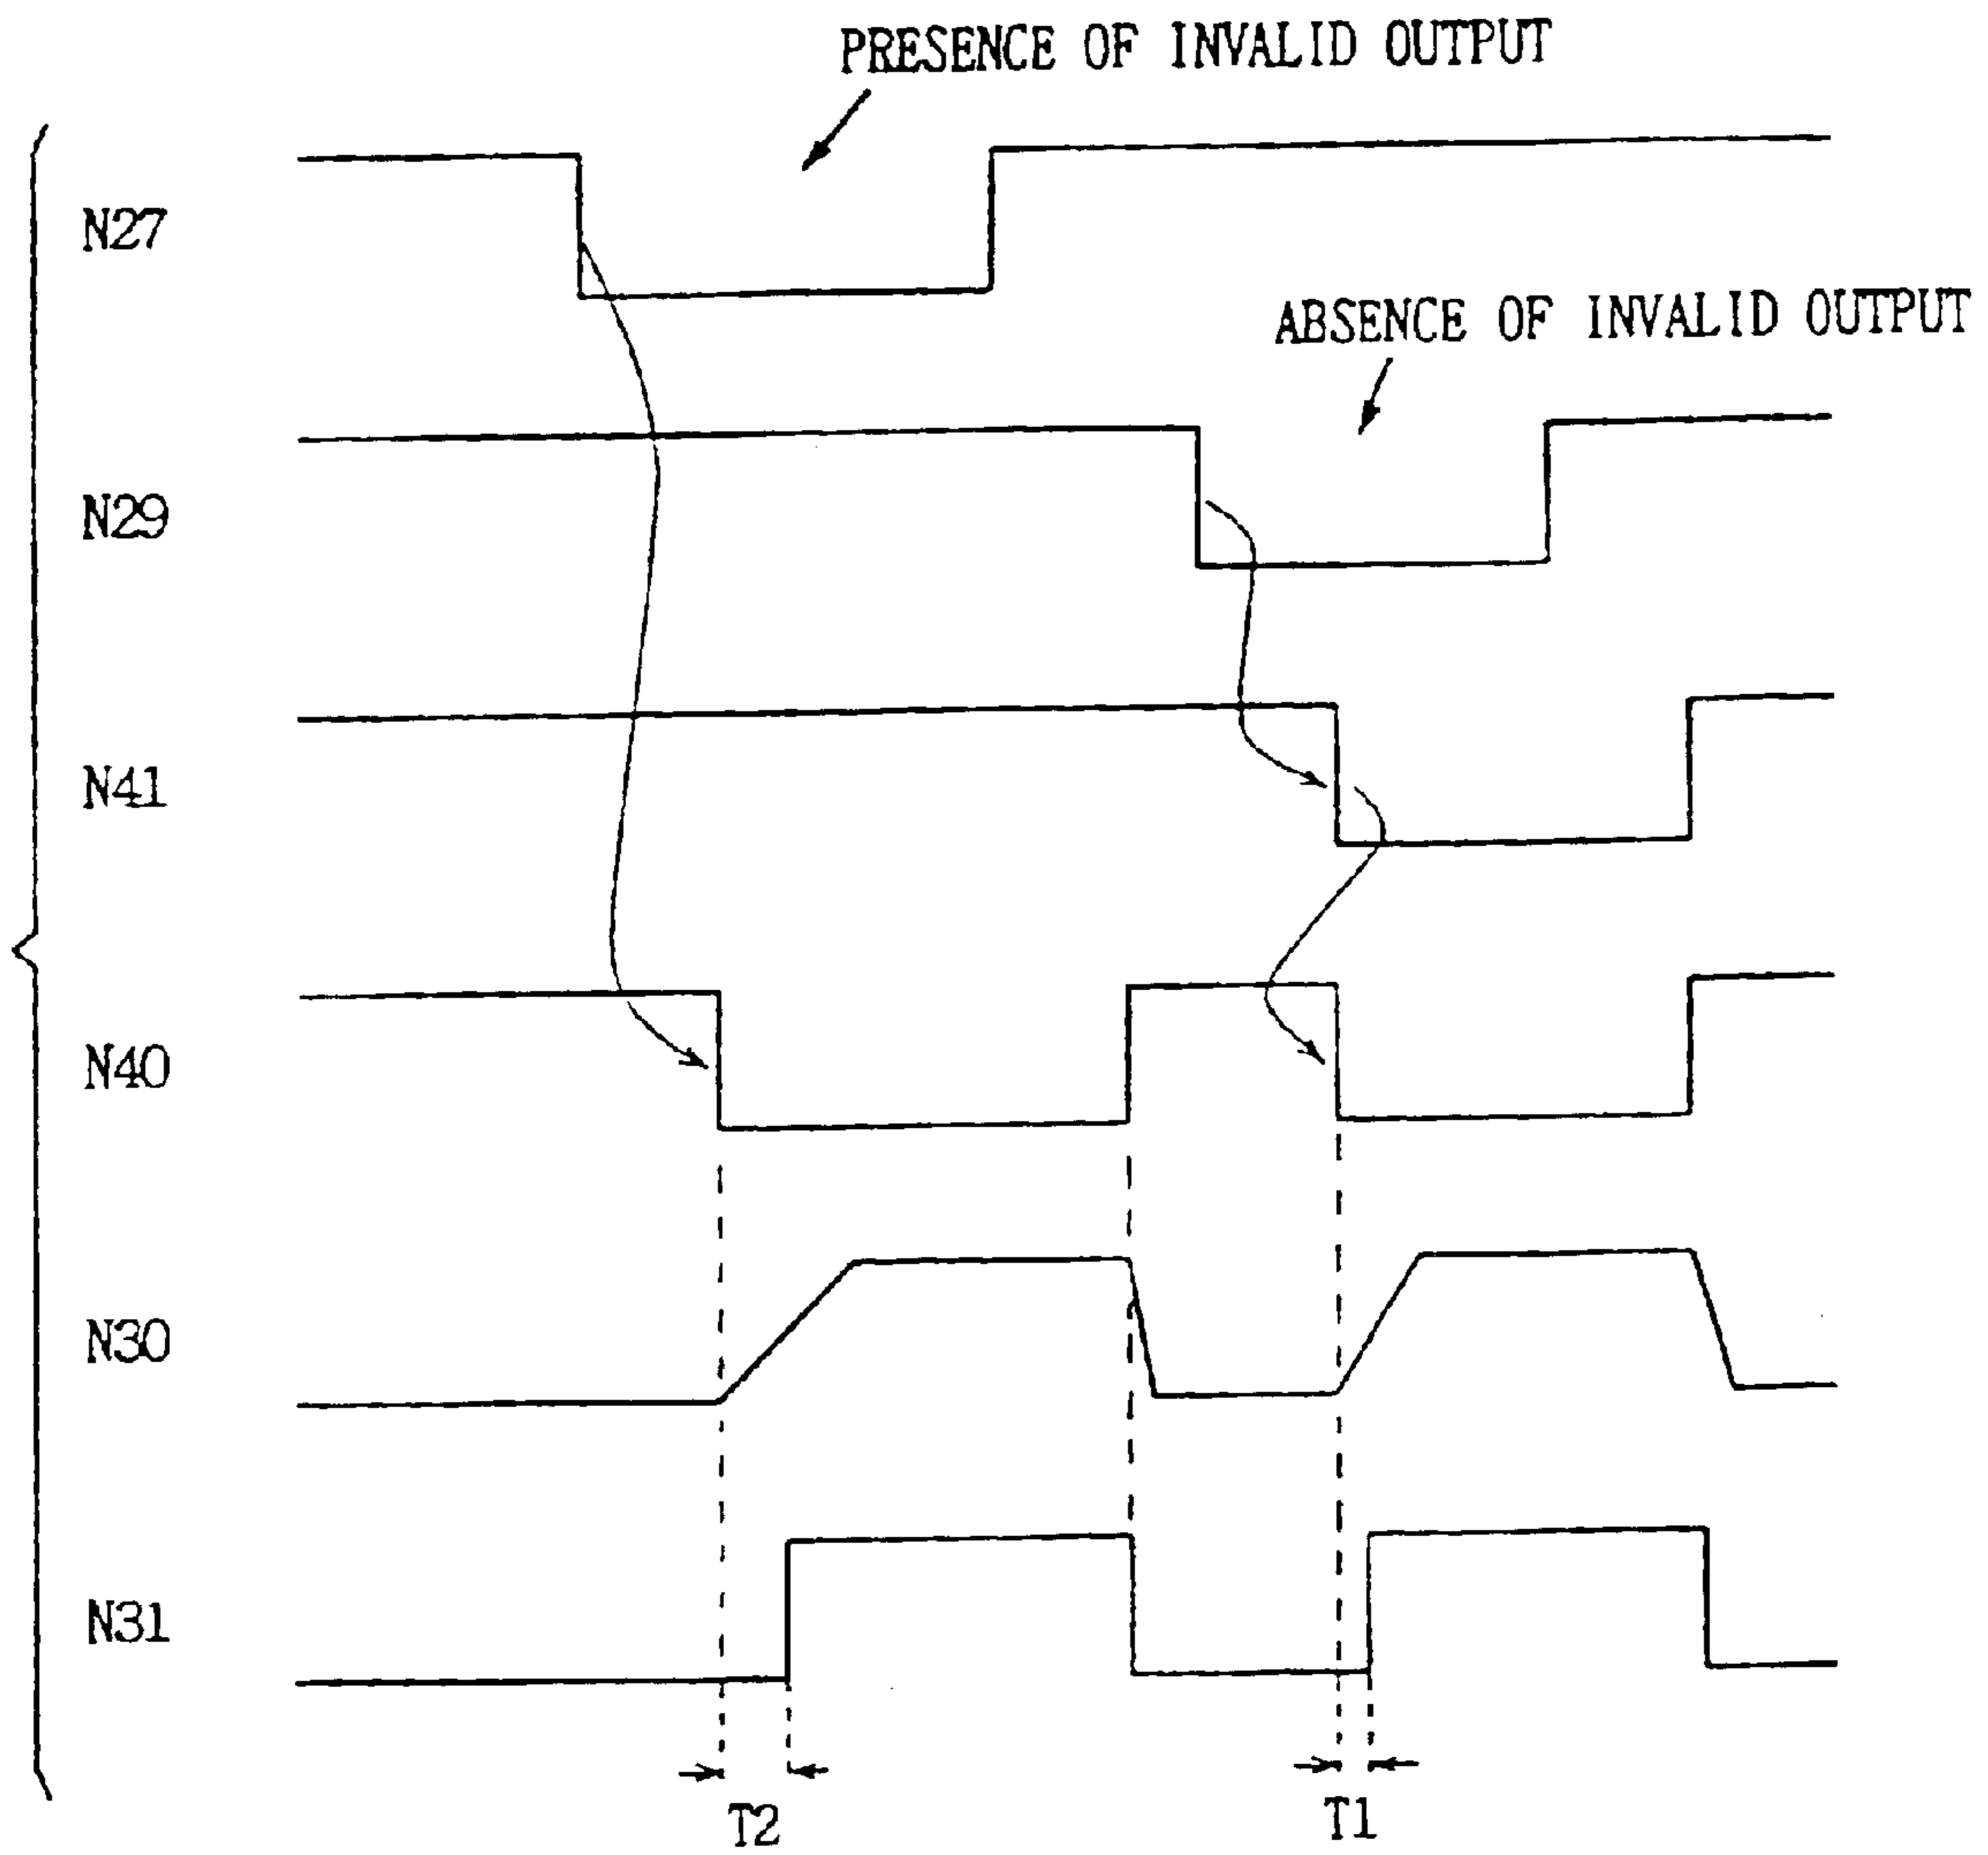 PRESENCE OF INVALID OUTPUT
N27
ABSENCE OF INVALID OUTPUT
N29
N41
N40
N30
N31
T2
T1